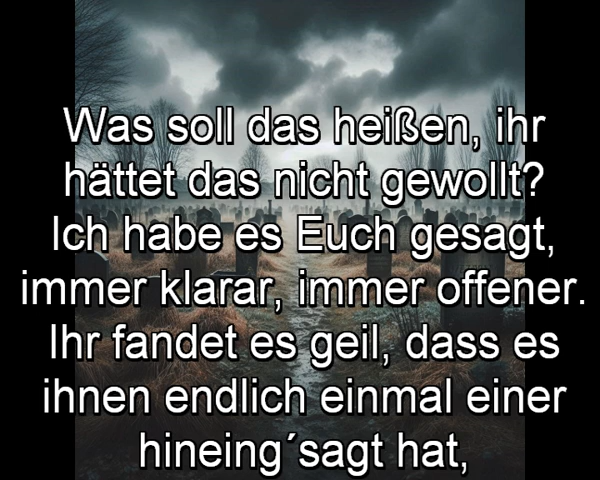 Was soll das heißen, ihr
hättet das nicht gewollt?
Ich habe es Euch gesagt,
immer klarar, immer offener.
Ihr fandet es geil, dass es
ihnen endlich einmal einer
hineing´sagt hat,